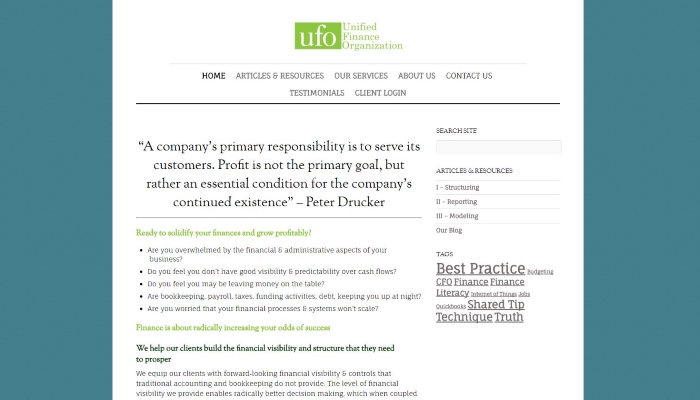 ufo Unified
Finance
Organization
HOME ARTICLES & RESOURCES OUR SERVICES ABOUT US CONTACT US
TESTIMONIALS CLIENT LOGIN
“A company’s primary responsibility is to serve its
customers. Profit is not the primary goal, but
rather an essential condition for the company’s
continued existence” – Peter Drucker
Ready to solidify your finances and grow profitably?
Are you overwhelmed by the financial & administrative aspects of your
business?
Do you feel you don’t have good visibility & predictability over cash flows?
Do you feel you may be leaving money on the table?
Are bookkeeping, payroll, taxes, funding activities, debt, keeping you up at night?
Are you worried that your financial processes & systems won’t scale?
Finance is about radically increasing your odds of success
We help our clients build the financial visibility and structure that they need
to prosper
We equip our clients with forward-looking financial visibility & controls that
traditional accounting and bookkeeping do not provide. The level of financial
visibility we provide enables radically better decision making, which when coupled
SEARCH SITE
ARTICLES & RESOURCES
I – Structuring
II – Reporting
III – Modeling
Our Blog
TAGS
Best Practice Budgeting
CFO Finance Finance
Literacy Internet of Things Jobs
Quickbooks Shared Tip
Technique Truth